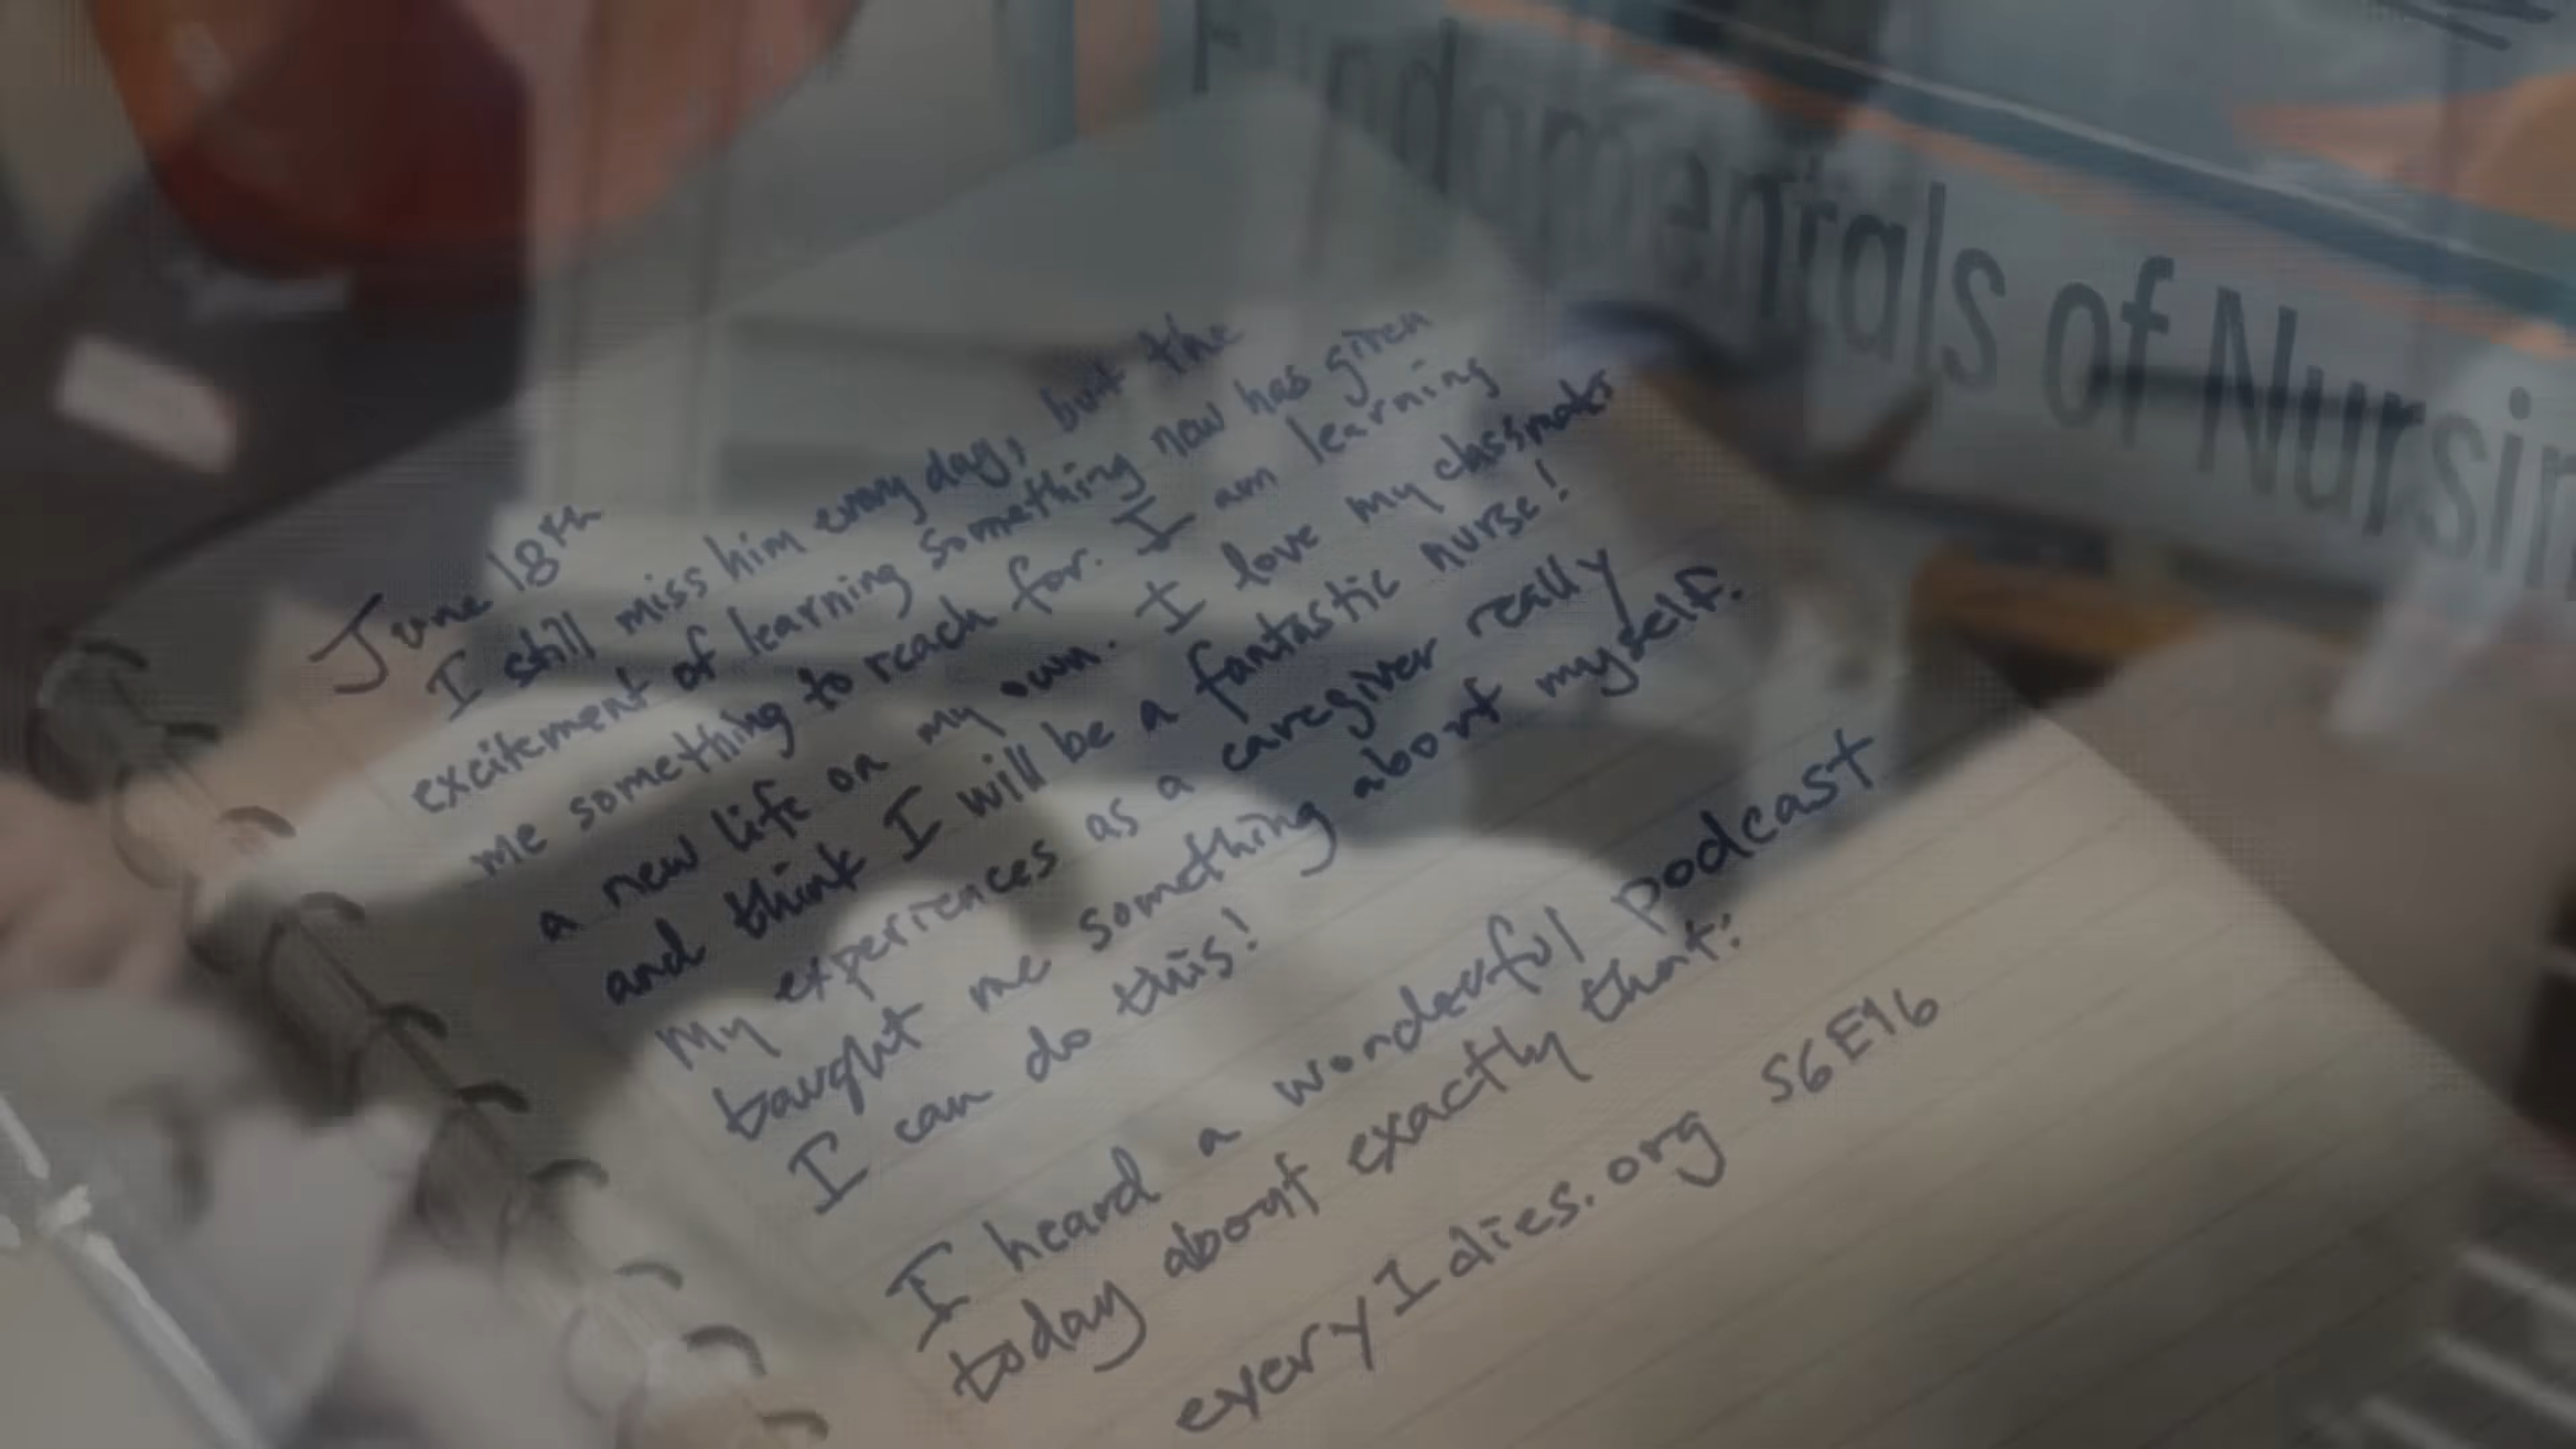 Fundamentals of Nursin
June 18th
I still miss him every day, but the
excitement of learning something new has given
me something to reach for. I am learning
a new life on my own. I love my classmates
and think I will be a fantastic nurse!
My experiences as a caregiver really
taught me something about myself.
I can do this!
I heard a wonderful podcast
today about exactly that:
every1dies.org S6E46